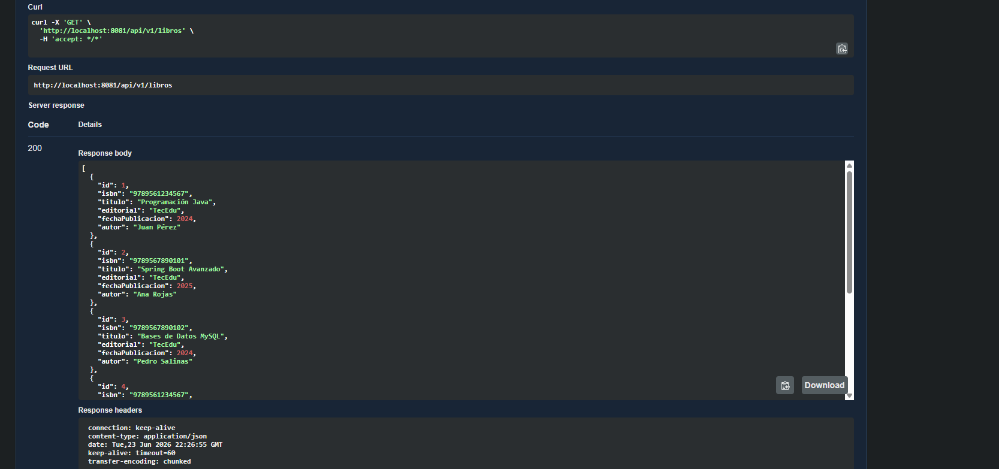 Curl
curl -X 'GET' \
  'http://localhost:8081/api/v1/libros' \
  -H 'accept: */*'
Request URL
http://localhost:8081/api/v1/libros
Server response
Code Details
200
Response body
[
  {
    "id": 1,
    "isbn": "9789561234567",
    "titulo": "Programación Java",
    "editorial": "TecEdu",
    "fechaPublicacion": 2024,
    "autor": "Juan Pérez"
  },
  {
    "id": 2,
    "isbn": "9789567890101",
    "titulo": "Spring Boot Avanzado",
    "editorial": "TecEdu",
    "fechaPublicacion": 2025,
    "autor": "Ana Rojas"
  },
  {
    "id": 3,
    "isbn": "9789567890102",
    "titulo": "Bases de Datos MySQL",
    "editorial": "TecEdu",
    "fechaPublicacion": 2024,
    "autor": "Pedro Salinas"
  },
  {
    "id": 4,
    "isbn": "9789561234567",
Download
Response headers
connection: keep-alive
content-type: application/json
date: Tue,23 Jun 2026 22:26:55 GMT
keep-alive: timeout=60
transfer-encoding: chunked